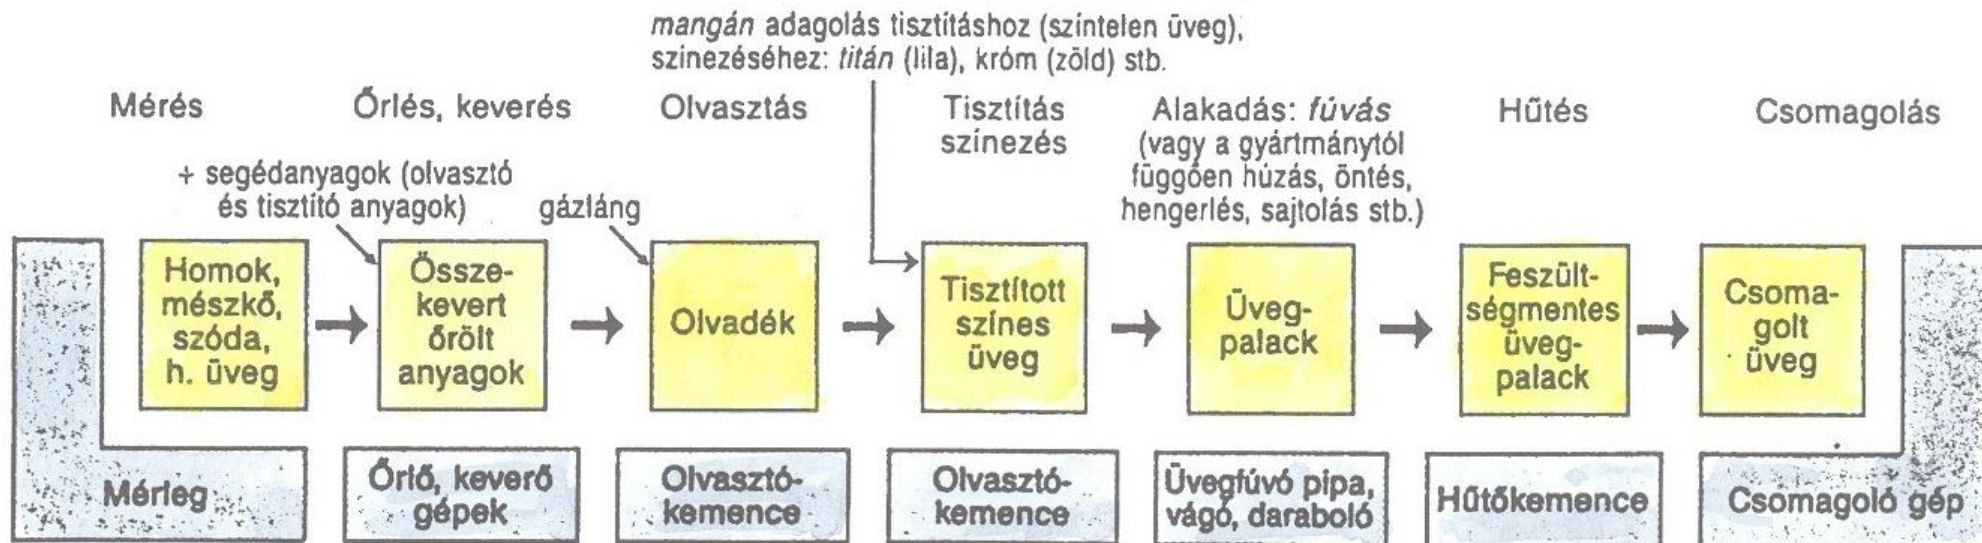 mangán adagolás tisztításhoz (színtelen üveg),
szinezéséhez: titán (lila), króm (zöld) stb.
Mérés
Őrlés, keverés
Olvasztás
Tisztítás
színezés
Alakadás: fúvás
(vagy a gyártmánytól
függően húzás, öntés,
hengerlés, sajtolás stb.)
Hűtés
Csomagolás
+ segédanyagok (olvasztó
és tisztító anyagok)
gázláng
Homok,
mészkő,
szóda,
h. üveg
Össze-
kevert
őrölt
anyagok
Olvadék
Tisztított
színes
üveg
Üveg-
palack
Feszült-
ségmentes
üveg-
palack
Csoma-
golt
üveg
Mérleg
Őrlő, keverő
gépek
Olvasztó-
kemence
Olvasztó-
kemence
Üvegfúvó pipa,
vágó, daraboló
Hűtőkemence
Csomagoló gép